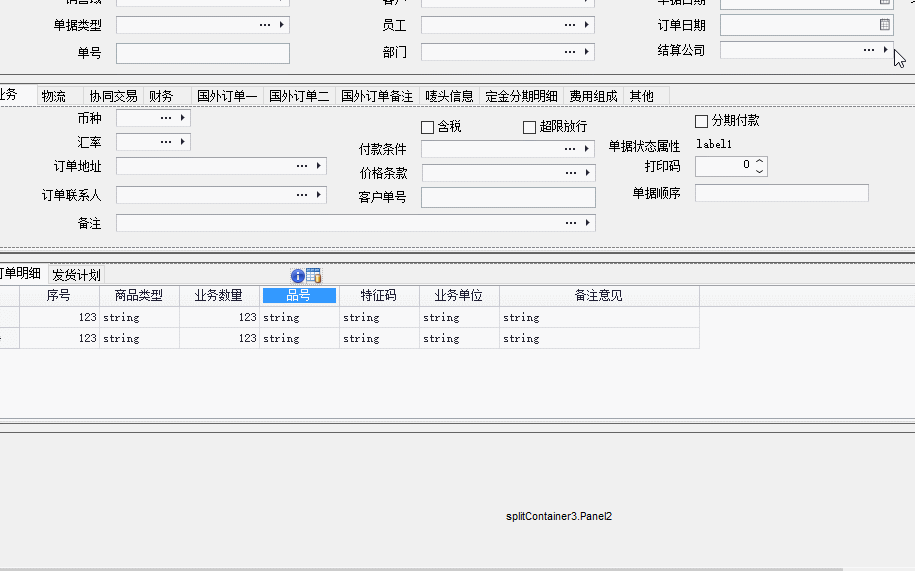 单据类型 员工 订单日期
单号 部门 结算公司
物流 协同交易 财务 国外订单一 国外订单二 国外订单备注 唛头信息 定金分期明细 费用组成 其他
币种 含税 超限放行 分期付款
汇率 付款条件 单据状态属性 label1
订单地址 价格条款 打印码 0
订单联系人 客户单号 单据顺序
备注
订单明细 发货计划
序号 商品类型 业务数量 品号 特征码 业务单位 备注意见
123 string 123 string string string string
123 string 123 string string string string
splitContainer3.Panel2